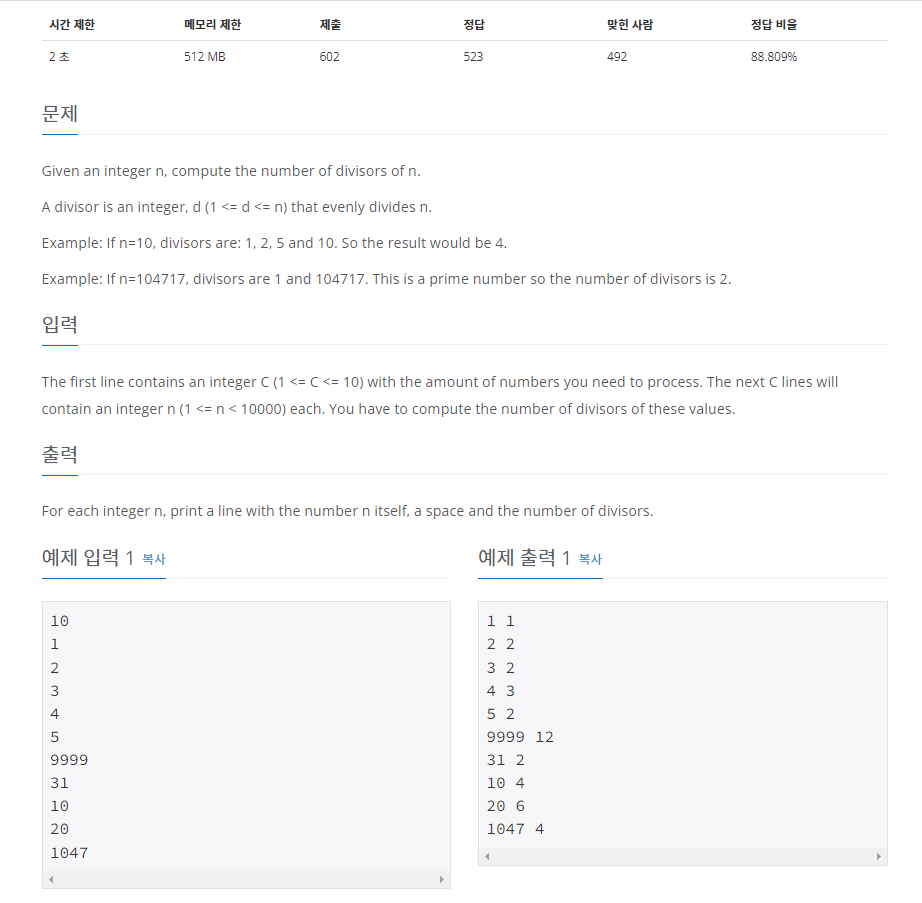 시간 제한 메모리 제한 제출 정답 맞힌 사람 정답 비율
2 초 512 MB 602 523 492 88.809%
문제
Given an integer n, compute the number of divisors of n.
A divisor is an integer, d (1 <= d <= n) that evenly divides n.
Example: If n=10, divisors are: 1, 2, 5 and 10. So the result would be 4.
Example: If n=104717, divisors are 1 and 104717. This is a prime number so the number of divisors is 2.
입력
The first line contains an integer C (1 <= C <= 10) with the amount of numbers you need to process. The next C lines will
contain an integer n (1 <= n < 10000) each. You have to compute the number of divisors of these values.
출력
For each integer n, print a line with the number n itself, a space and the number of divisors.
예제 입력 1 복사
10
1
2
3
4
5
9999
31
10
20
1047
예제 출력 1 복사
1 1
2 2
3 2
4 3
5 2
9999 12
31 2
10 4
20 6
1047 4